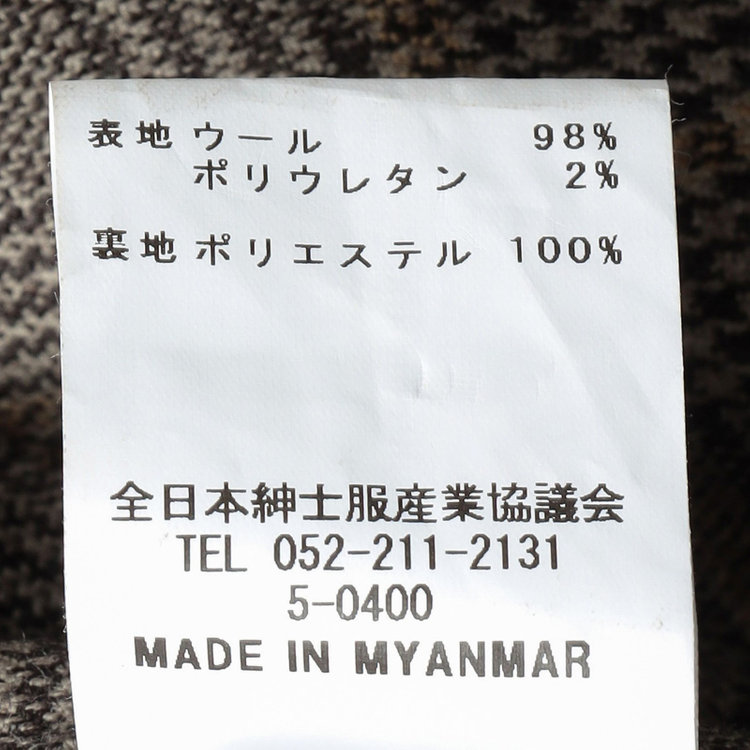 表地 ウール 98%
ポリウレタン 2%
裏地 ポリエステル 100%
全日本紳士服産業協議会
TEL 052-211-2131
5-0400
MADE IN MYANMAR